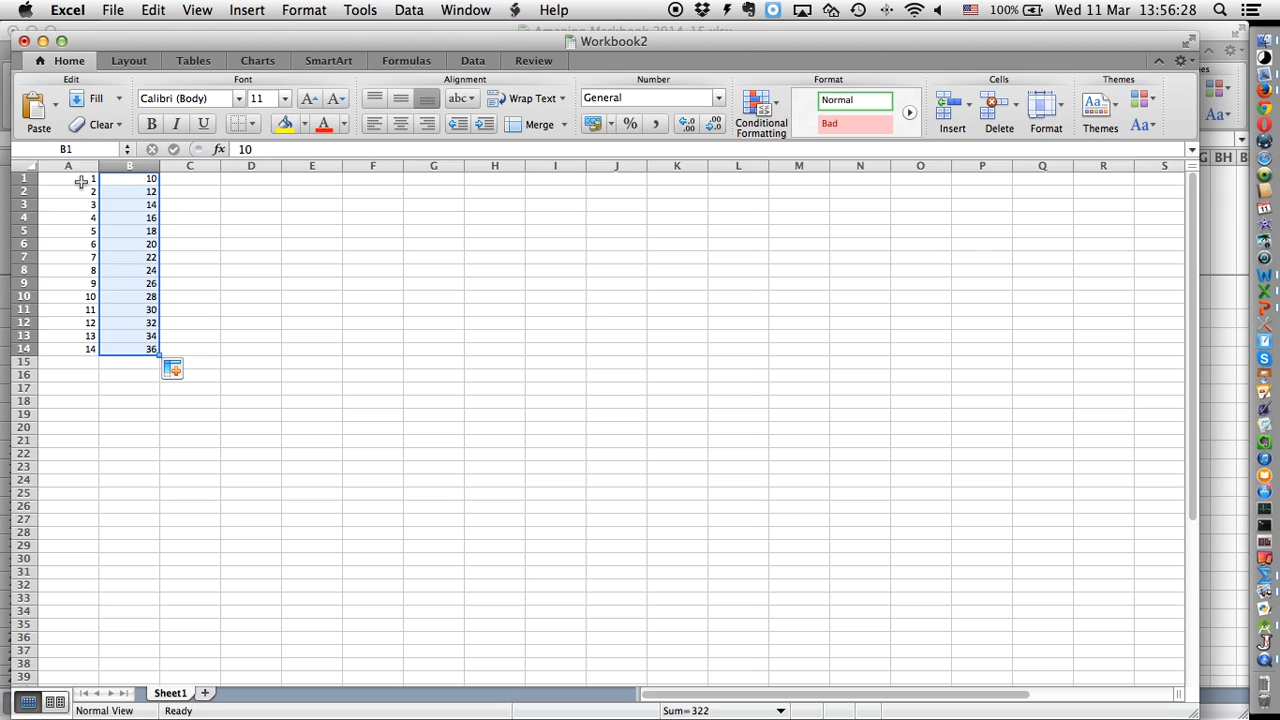 Excel File Edit View Insert Format Tools Data Window Help 100% Wed 11 Mar 13:56:28
Workbook2
Home Layout Tables Charts SmartArt Formulas Data Review
Edit Font Alignment Number Format Cells Themes
Paste Fill Clear Calibri (Body) 11 A A abc Wrap Text General Conditional Formatting Normal Insert Delete Format Themes Aa
B I U A Merge % Bad Aa
B1 fx 10
A B C D E F G H I J K L M N O P Q R S
1 1 10
2 2 12
3 3 14
4 4 16
5 5 18
6 6 20
7 7 22
8 8 24
9 9 26
10 10 28
11 11 30
12 12 32
13 13 34
14 14 36
15
16
17
18
19
20
21
22
23
24
25
26
27
28
29
30
31
32
33
34
35
36
37
38
39
Sheet1
Normal View Ready Sum=322